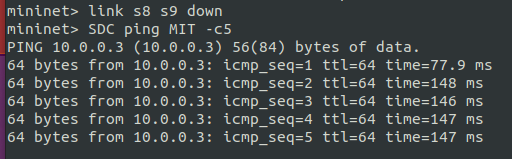 mininet> link s8 s9 down
mininet> SDC ping MIT -c5
PING 10.0.0.3 (10.0.0.3) 56(84) bytes of data.
64 bytes from 10.0.0.3: icmp_seq=1 ttl=64 time=77.9 ms
64 bytes from 10.0.0.3: icmp_seq=2 ttl=64 time=148 ms
64 bytes from 10.0.0.3: icmp_seq=3 ttl=64 time=146 ms
64 bytes from 10.0.0.3: icmp_seq=4 ttl=64 time=147 ms
64 bytes from 10.0.0.3: icmp_seq=5 ttl=64 time=147 ms